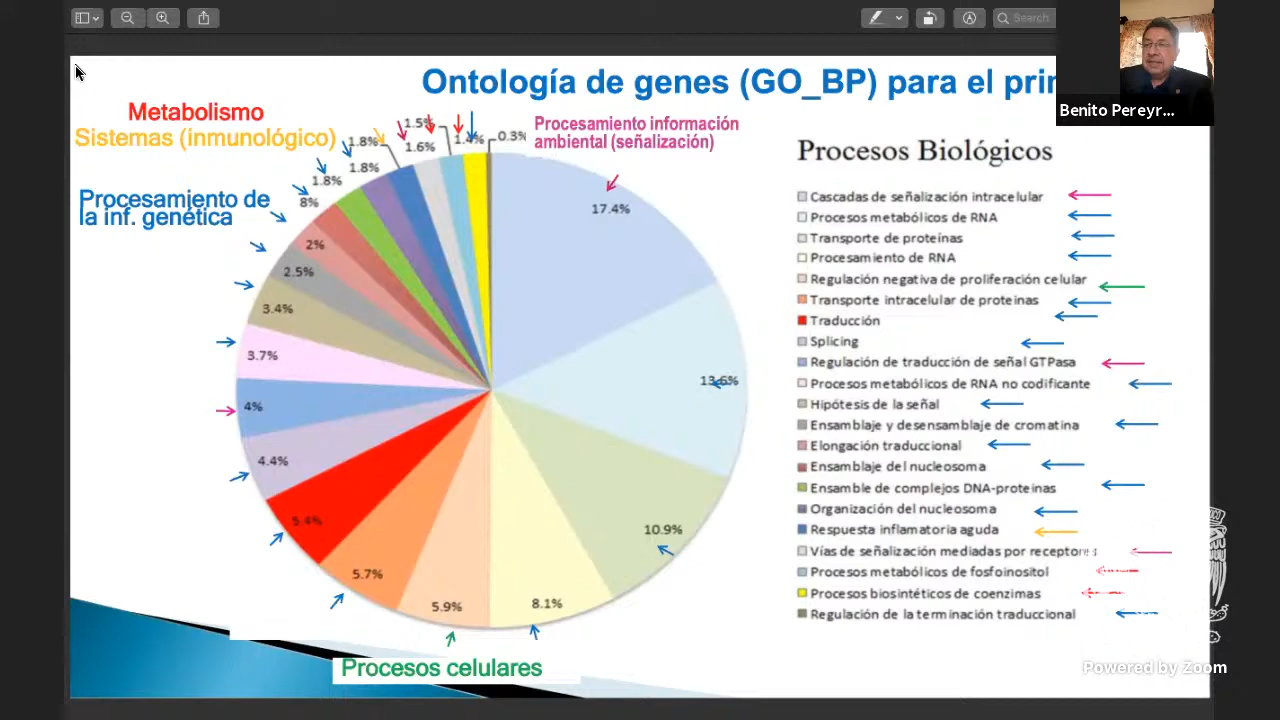 Search
Ontología de genes (GO_BP) para el prin
Benito Pereyr...
Metabolismo
Sistemas (inmunológico)
Procesamiento de
la inf. genética
Procesamiento información
ambiental (señalización)
Procesos celulares
17.4%
13.6%
10.9%
8.1%
5.9%
5.7%
5.4%
4.4%
4%
3.7%
3.4%
2.5%
2%
8%
1.8%
1.8%
1.8%
1.6%
1.5%
1.4%
0.3%
Procesos Biológicos
Cascadas de señalización intracelular
Procesos metabólicos de RNA
Transporte de proteínas
Procesamiento de RNA
Regulación negativa de proliferación celular
Transporte intracelular de proteinas
Traducción
Splicing
Regulación de traducción de señal GTPasa
Procesos metabólicos de RNA no codificante
Hipótesis de la señal
Ensamblaje y desensamblaje de cromatina
Elongación traduccional
Ensamblaje del nucleosoma
Ensamble de complejos DNA-proteinas
Organización del nucleosoma
Respuesta inflamatoria aguda
Vías de señalización mediadas por receptores
Procesos metabólicos de fosfoinositol
Procesos biosintéticos de coenzimas
Regulación de la terminación traduccional
Powered by Zoom